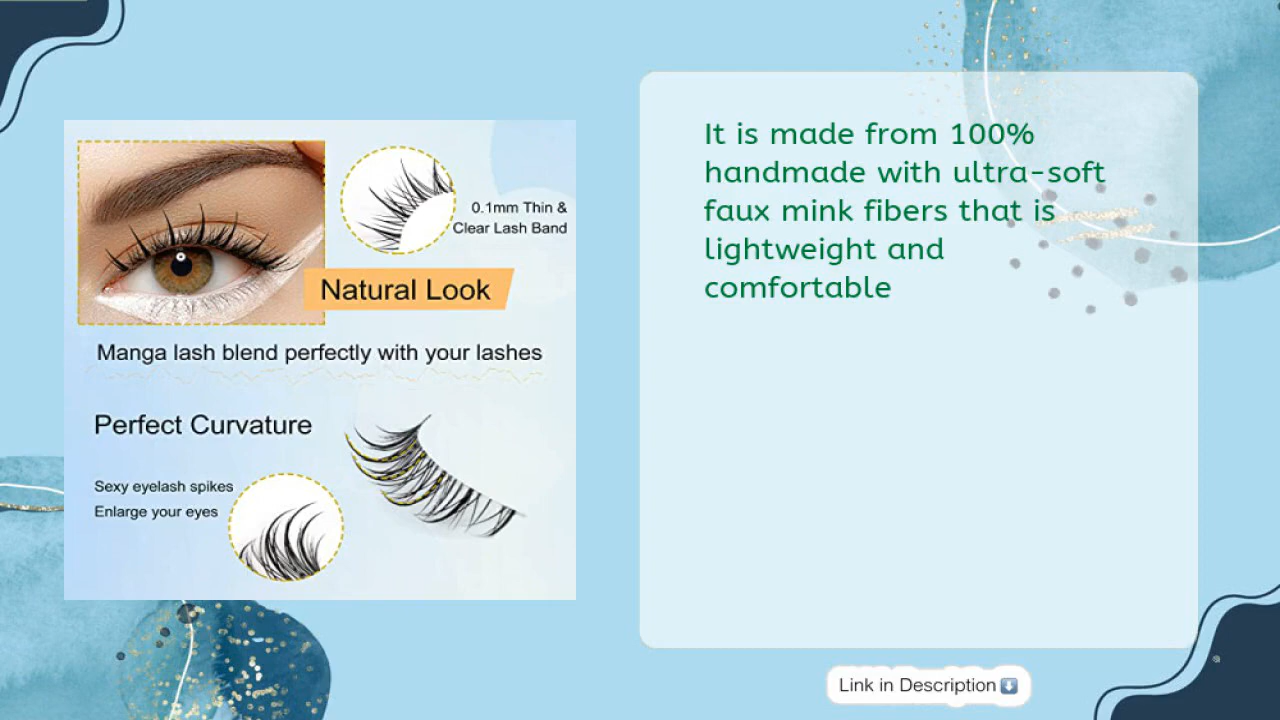 0.1mm Thin &
Clear Lash Band
Natural Look
Manga lash blend perfectly with your lashes
Perfect Curvature
Sexy eyelash spikes
Enlarge your eyes
It is made from 100%
handmade with ultra-soft
faux mink fibers that is
lightweight and
comfortable
Link in Description⬇️